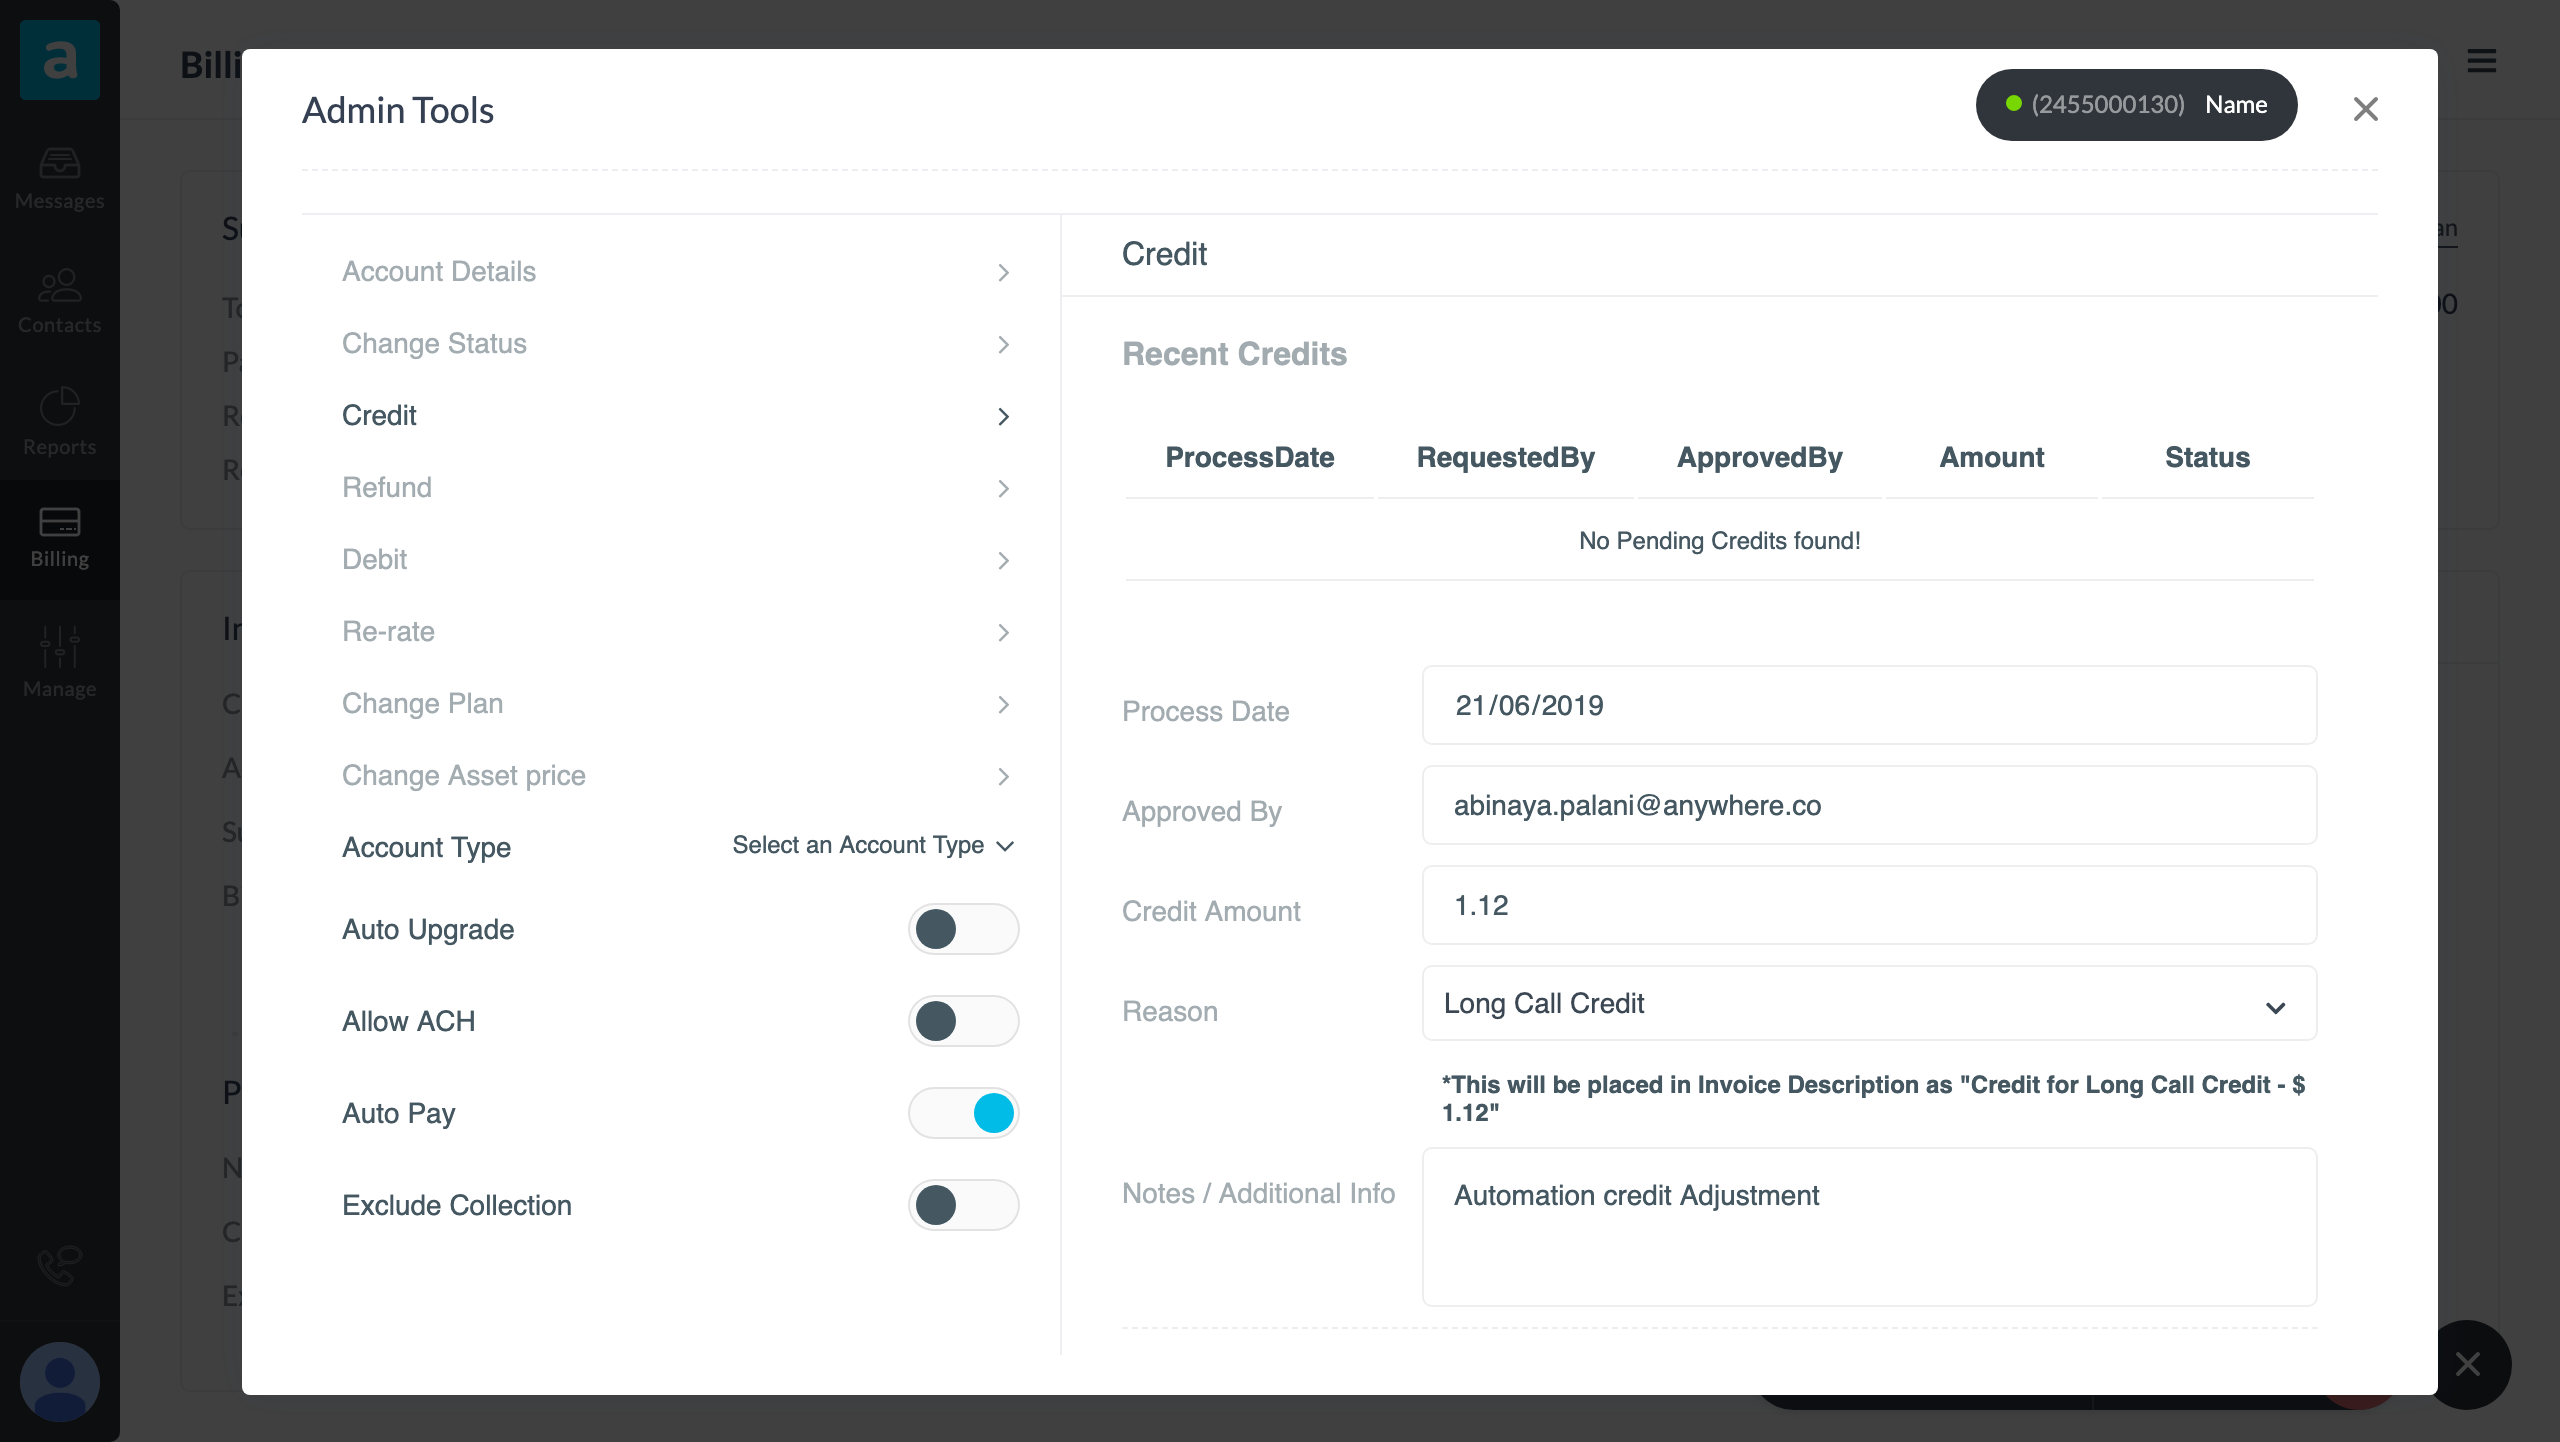 a
Messages
Contacts
Reports
Billing
Manage
Billi
Admin Tools
(2455000130) Name
Account Details
Change Status
Credit
Refund
Debit
Re-rate
Change Plan
Change Asset price
Account Type Select an Account Type
Auto Upgrade
Allow ACH
Auto Pay
Exclude Collection
Credit
Recent Credits
ProcessDate RequestedBy ApprovedBy Amount Status
No Pending Credits found!
Process Date 21/06/2019
Approved By abinaya.palani@anywhere.co
Credit Amount 1.12
Reason Long Call Credit
*This will be placed in Invoice Description as "Credit for Long Call Credit - $
1.12"
Notes / Additional Info Automation credit Adjustment